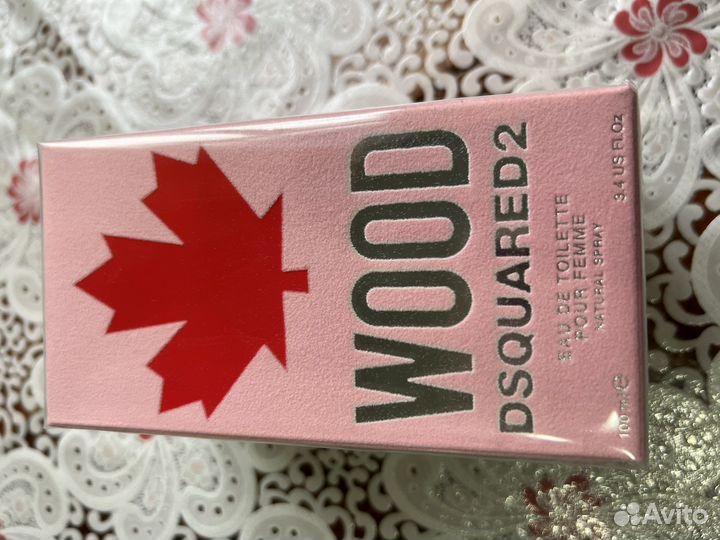 WOOD
DSQUARED2
EAU DE TOILETTE
POUR FEMME
NATURAL SPRAY
100 ml ℮
3.4 US Fl.Oz
Avito